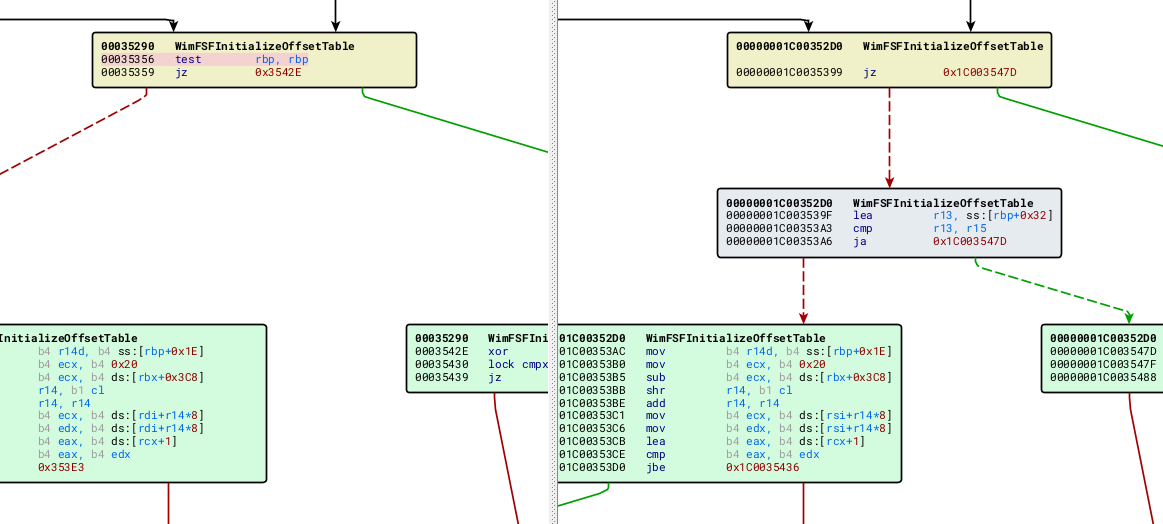 00035290 WimFSFInitializeOffsetTable
00035356 test rbp, rbp
00035359 jz 0x3542E
00000001C00352D0 WimFSFInitializeOffsetTable
00000001C0035399 jz 0x1C003547D
00000001C00352D0 WimFSFInitializeOffsetTable
00000001C003539F lea r13, ss:[rbp+0x32]
00000001C00353A3 cmp r13, r15
00000001C00353A6 ja 0x1C003547D
InitializeOffsetTable
b4 r14d, b4 ss:[rbp+0x1E]
b4 ecx, b4 0x20
b4 ecx, b4 ds:[rbx+0x3C8]
r14, b1 cl
r14, r14
b4 ecx, b4 ds:[rdi+r14*8]
b4 edx, b4 ds:[rdi+r14*8]
b4 eax, b4 ds:[rcx+1]
b4 eax, b4 edx
0x353E3
00035290 WimFSFIni
0003542E xor
00035430 lock cmpx
00035439 jz
01C00352D0 WimFSFInitializeOffsetTable
01C00353AC mov b4 r14d, b4 ss:[rbp+0x1E]
01C00353B0 mov b4 ecx, b4 0x20
01C00353B5 sub b4 ecx, b4 ds:[rbx+0x3C8]
01C00353BB shr r14, b1 cl
01C00353BE add r14, r14
01C00353C1 mov b4 ecx, b4 ds:[rsi+r14*8]
01C00353C6 mov b4 edx, b4 ds:[rsi+r14*8]
01C00353CB lea b4 eax, b4 ds:[rcx+1]
01C00353CE cmp b4 eax, b4 edx
01C00353D0 jbe 0x1C0035436
00000001C00352D0
00000001C003547D
00000001C003547F
00000001C0035488